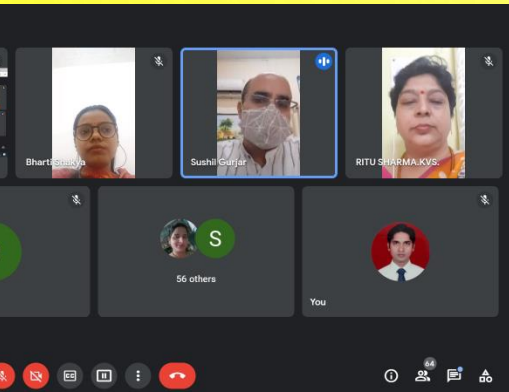 Bharti Shakya
Sushil Gurjar
RITU SHARMA.KVS.
S
56 others
You
CC
64